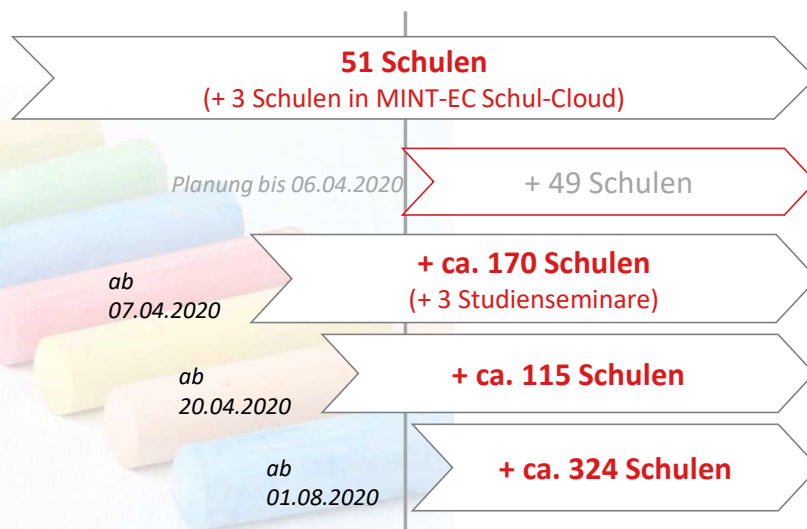 51 Schulen
(+ 3 Schulen in MINT-EC Schul-Cloud)
Planung bis 06.04.2020
+ 49 Schulen
ab
07.04.2020
+ ca. 170 Schulen
(+ 3 Studienseminare)
ab
20.04.2020
+ ca. 115 Schulen
ab
01.08.2020
+ ca. 324 Schulen